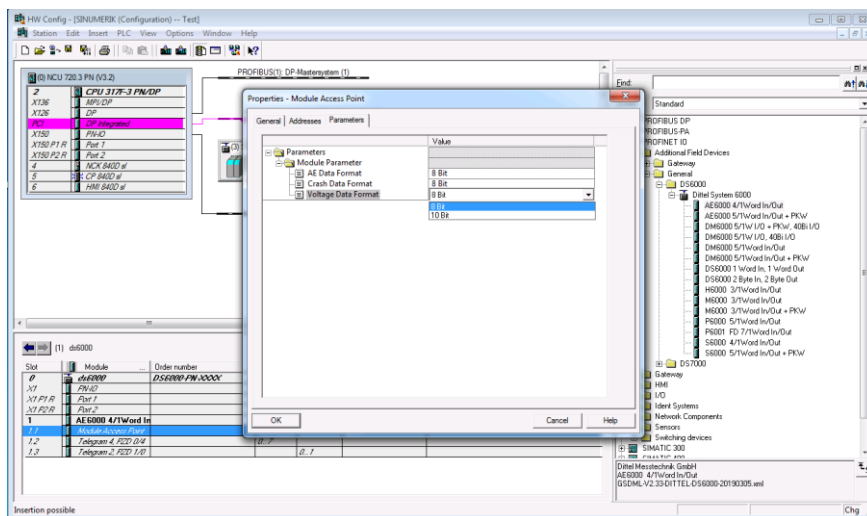 HW Config - [SINUMERIK (Configuration) -- Test]
Station Edit Insert PLC View Options Window Help
(0) NCU 720.3 PN (V3.2)
2 CPU 317F-3 PN/DP
X136 MPI/DP
X126 DP
PCI DP Integrated
X150 PN-IO
X150 P1 R Port 1
X150 P2 R Port 2
4 NCK 840D sl
5 CP 840D sl
6 HMI 840D sl
PROFIBUS(1): DP-Mastersystem (1)
(3)
Properties - Module Access Point
General Addresses Parameters
Value
Parameters
Module Parameter
AE Data Format 8 Bit
Crash Data Format 8 Bit
Voltage Data Format 8 Bit
8 Bit
10 Bit
OK Cancel Help
Find:
Standard
PROFIBUS DP
PROFIBUS-PA
PROFINET IO
Additional Field Devices
Gateway
General
DS6000
Dittel System 6000
AE6000 4/1Word In/Out
AE6000 5/1Word In/Out + PKW
DM6000 5/1W I/O + PKW, 40Bi I/O
DM6000 5/1W I/O, 40Bi I/O
DM6000 5/1Word In/Out
DM6000 5/1Word In/Out + PKW
DS6000 1 Word In, 1 Word Out
DS6000 2 Byte In, 2 Byte Out
H6000 3/1Word In/Out
M6000 3/1Word In/Out
M6000 3/1Word In/Out + PKW
P6000 5/1Word In/Out
P6001 FD 7/1Word In/Out
S6000 4/1Word In/Out
S6000 5/1Word In/Out + PKW
DS7000
Gateway
HMI
I/O
Ident Systems
Network Components
Sensors
Switching devices
SIMATIC 300
SIMATIC 400
Dittel Messtechnik GmbH
AE6000 4/1Word In/Out
GSDML-V2.33-DITTEL-DS6000-20190305.xml
(1) ds6000
Slot Module ... Order number
0 ds6000 DS6000-PN-XXXX
X1 PN-IO
X1 P1 R Port 1
X1 P2 R Port 2
1 AE6000 4/1Word In
1.1 Module Access Point
1.2 Telegram 4, PZD 0/4 0...7
1.3 Telegram 2, PZD 1/0 0...1
Insertion possible
Chg